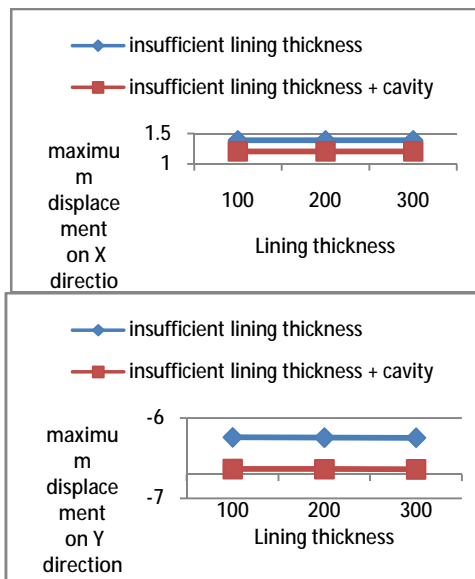 insufficient lining thickness
insufficient lining thickness + cavity
1.5
1
maximu
m
displace
ment
on X
directio
100 200 300
Lining thickness
insufficient lining thickness
insufficient lining thickness + cavity
-6
-7
maximu
m
displace
ment
on Y
direction
100 200 300
Lining thickness